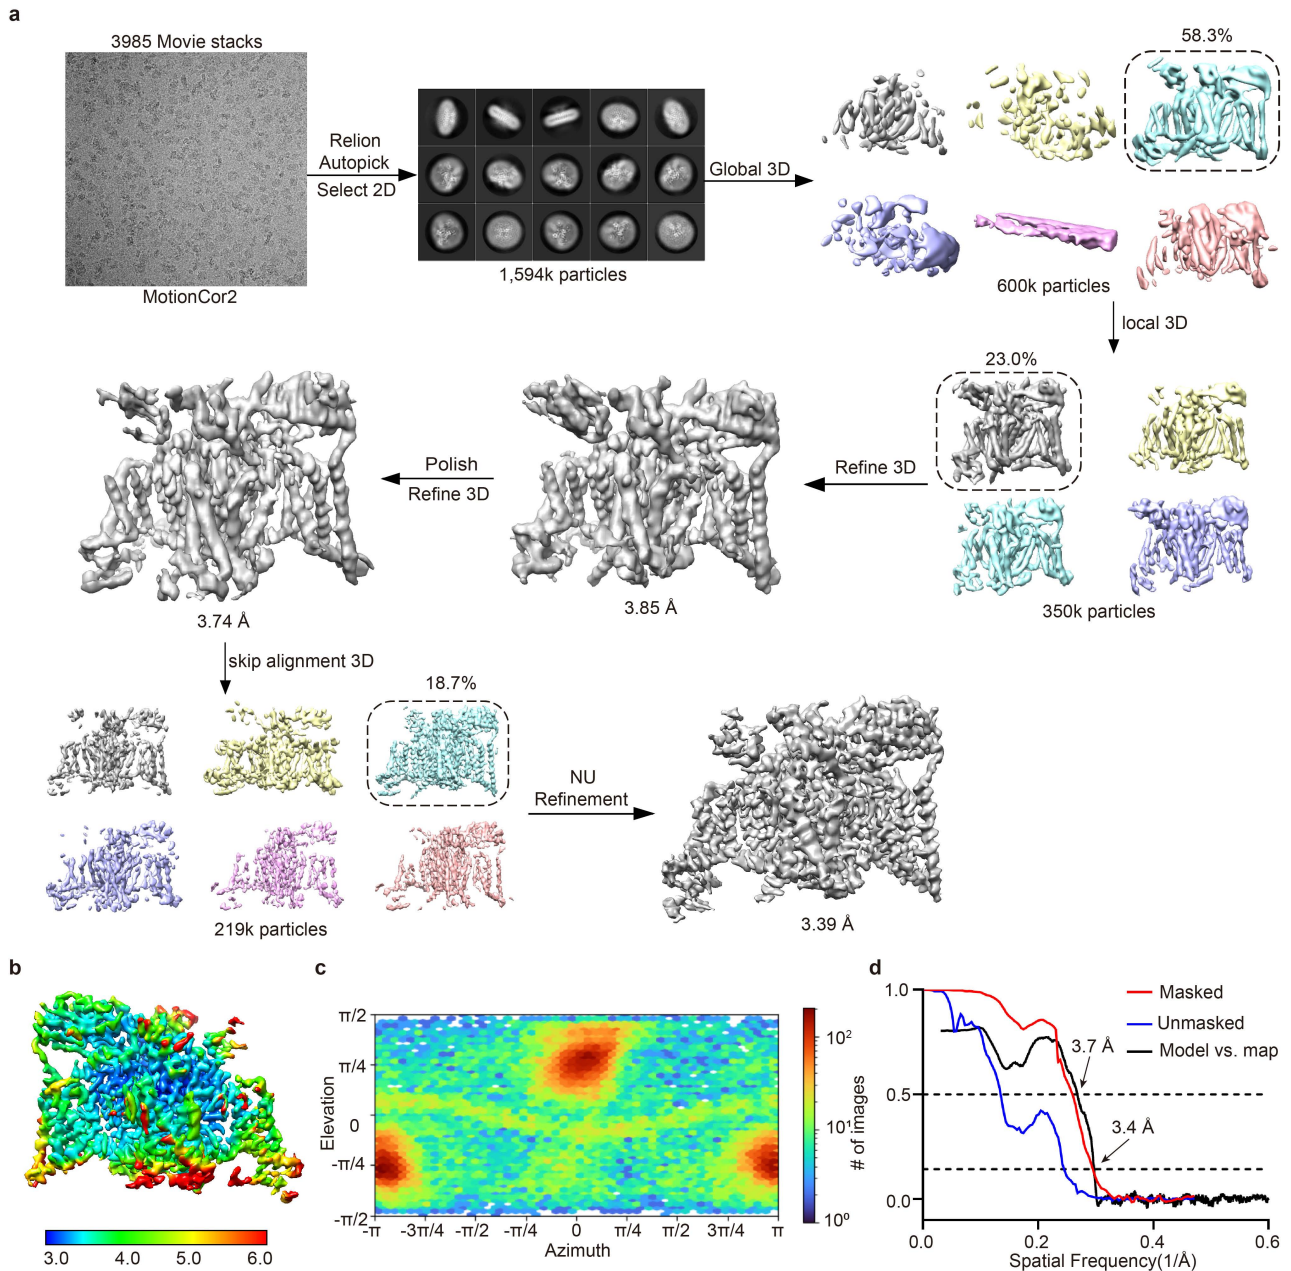 a
3985 Movie stacks
MotionCor2
Relion
Autopick
Select 2D
1,594k particles
Global 3D
58.3%
600k particles
local 3D
23.0%
350k particles
Refine 3D
3.85 Å
Polish
Refine 3D
3.74 Å
skip alignment 3D
18.7%
219k particles
NU
Refinement
3.39 Å
b
3.0 4.0 5.0 6.0
c
Elevation
π/2
π/4
0
-π/4
-π/2
-π -3π/4 -π/2 -π/4 0 π/4 π/2 3π/4 π
Azimuth
10²
10¹
10⁰
# of images
d
1.0
0.5
0.0
Masked
Unmasked
Model vs. map
3.7 Å
3.4 Å
0.0 0.2 0.4 0.6
Spatial Frequency(1/Å)